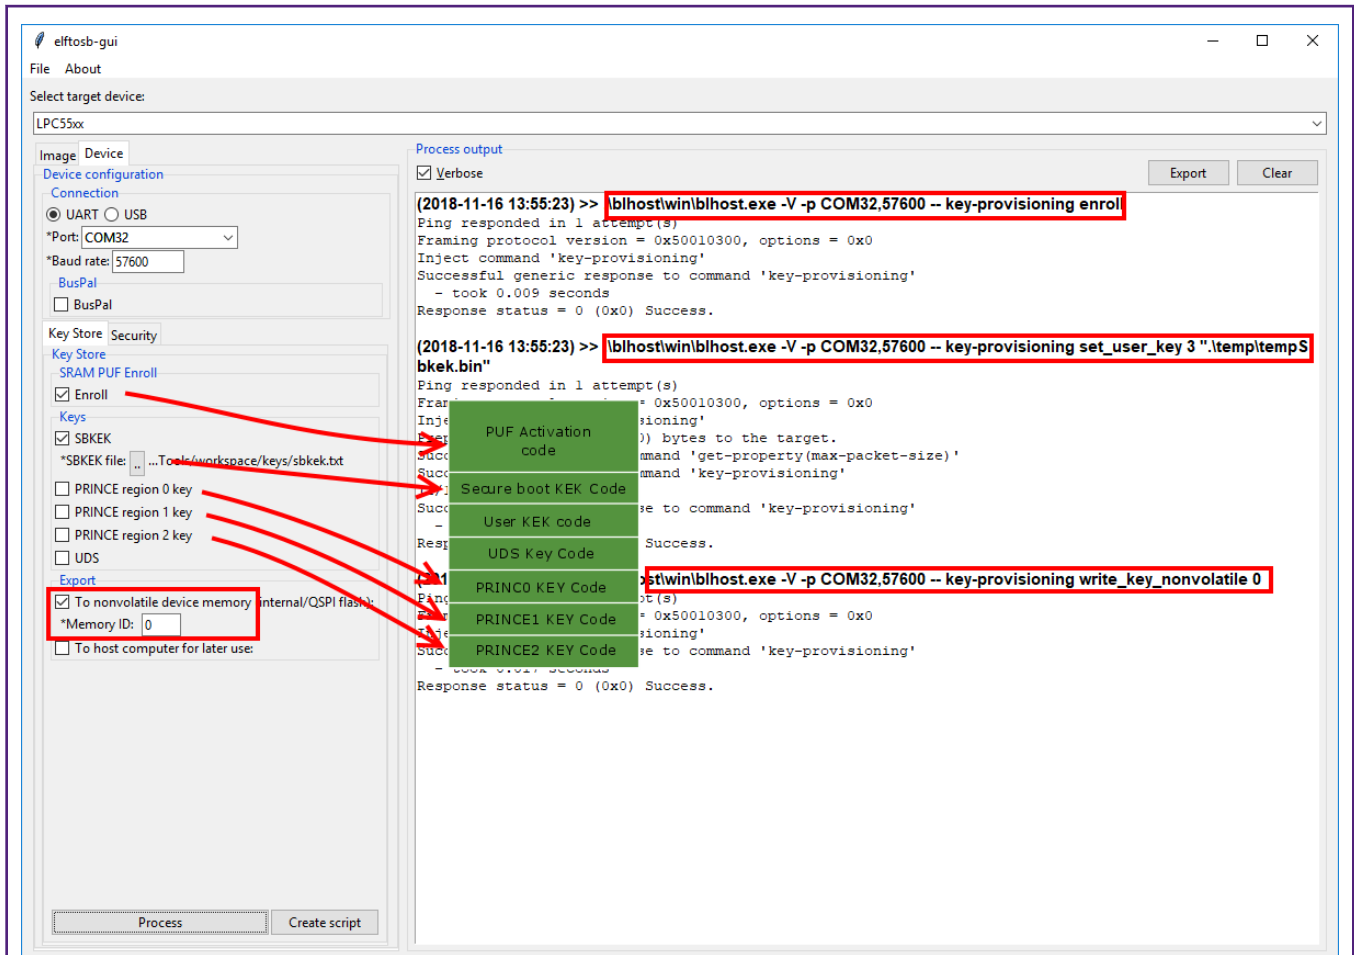 elftosb-gui
File About
Select target device:
LPC55xx
Image Device
Device configuration
Connection
UART USB
*Port: COM32
*Baud rate: 57600
BusPal
BusPal
Key Store Security
Key Store
SRAM PUF Enroll
Enroll
Keys
SBKEK
*SBKEK file: .. ...Tools/workspace/keys/sbkek.txt
PRINCE region 0 key
PRINCE region 1 key
PRINCE region 2 key
UDS
Export
To nonvolatile device memory (internal/QSPI flash):
*Memory ID: 0
To host computer for later use:
Process Create script
Process output
Verbose
Export Clear
(2018-11-16 13:55:23) >> \blhost\win\blhost.exe -V -p COM32,57600 -- key-provisioning enroll
Ping responded in 1 attempt(s)
Framing protocol version = 0x50010300, options = 0x0
Inject command 'key-provisioning'
Successful generic response to command 'key-provisioning'
- took 0.009 seconds
Response status = 0 (0x0) Success.
(2018-11-16 13:55:23) >> \blhost\win\blhost.exe -V -p COM32,57600 -- key-provisioning set_user_key 3 ".\temp\tempS
bkek.bin"
Ping responded in 1 attempt(s)
= 0x50010300, options = 0x0
) bytes to the target.
'get-property(max-packet-size)'
'key-provisioning'
to command 'key-provisioning'
Success.
blhost.exe -V -p COM32,57600 -- key-provisioning write_key_nonvolatile 0
= 0x50010300, options = 0x0
to command 'key-provisioning'
Response status = 0 (0x0) Success.
PUF Activation
code
Secure boot KEK Code
User KEK code
UDS Key Code
PRINC0 KEY Code
PRINCE1 KEY Code
PRINCE2 KEY Code